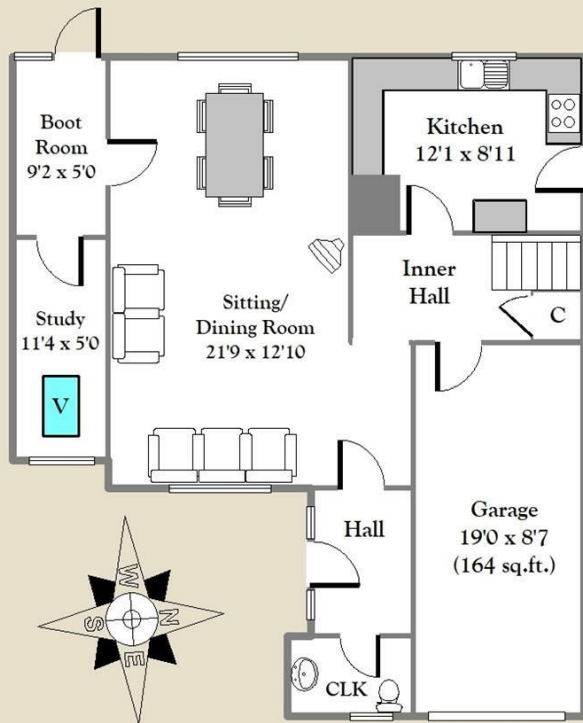 Boot
Room
9'2 x 5'0
Kitchen
12'1 x 8'11
Inner
Hall
C
Study
11'4 x 5'0
V
Sitting/
Dining Room
21'9 x 12'10
Hall
Garage
19'0 x 8'7
(164 sq.ft.)
CLK
W
N
S
E